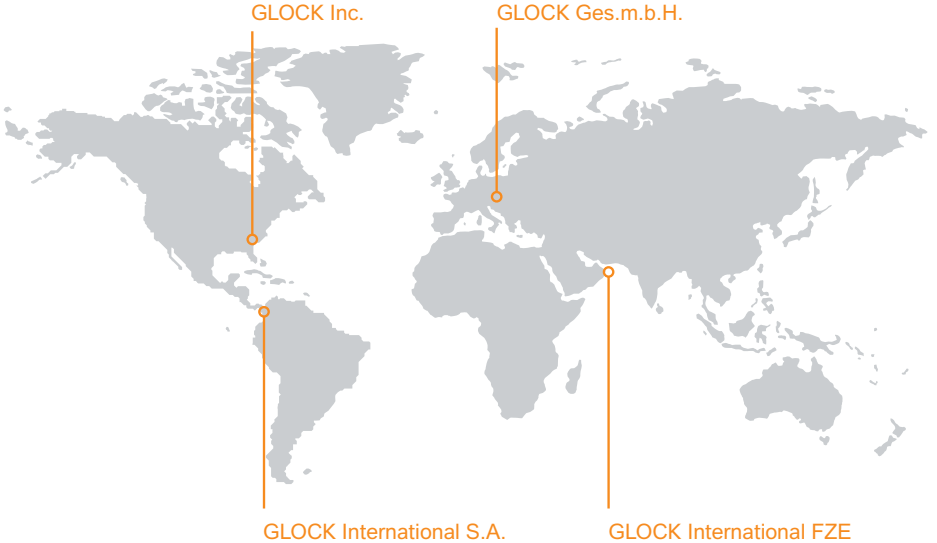 GLOCK Inc.
GLOCK Ges.m.b.H.
GLOCK International S.A.
GLOCK International FZE